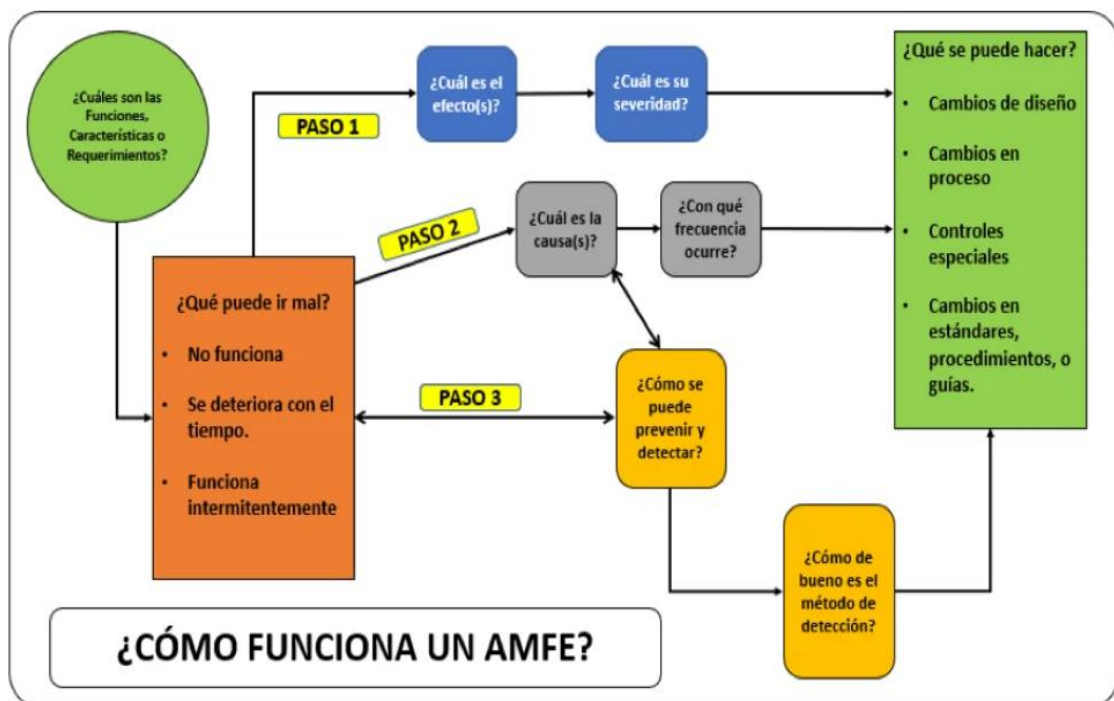 ¿Cuáles son las
Funciones,
Características o
Requerimientos?
PASO 1
¿Cuál es el
efecto(s)?
¿Cuál es su
severidad?
¿Qué se puede hacer?
• Cambios de diseño
• Cambios en
proceso
• Controles
especiales
• Cambios en
estándares,
procedimientos, o
guías.
PASO 2
¿Cuál es la
causa(s)?
¿Con qué
frecuencia
ocurre?
¿Qué puede ir mal?
• No funciona
• Se deteriora con el
tiempo.
• Funciona
intermitentemente
PASO 3
¿Cómo se
puede
prevenir y
detectar?
¿Cómo de
bueno es el
método de
detección?
¿CÓMO FUNCIONA UN AMFE?